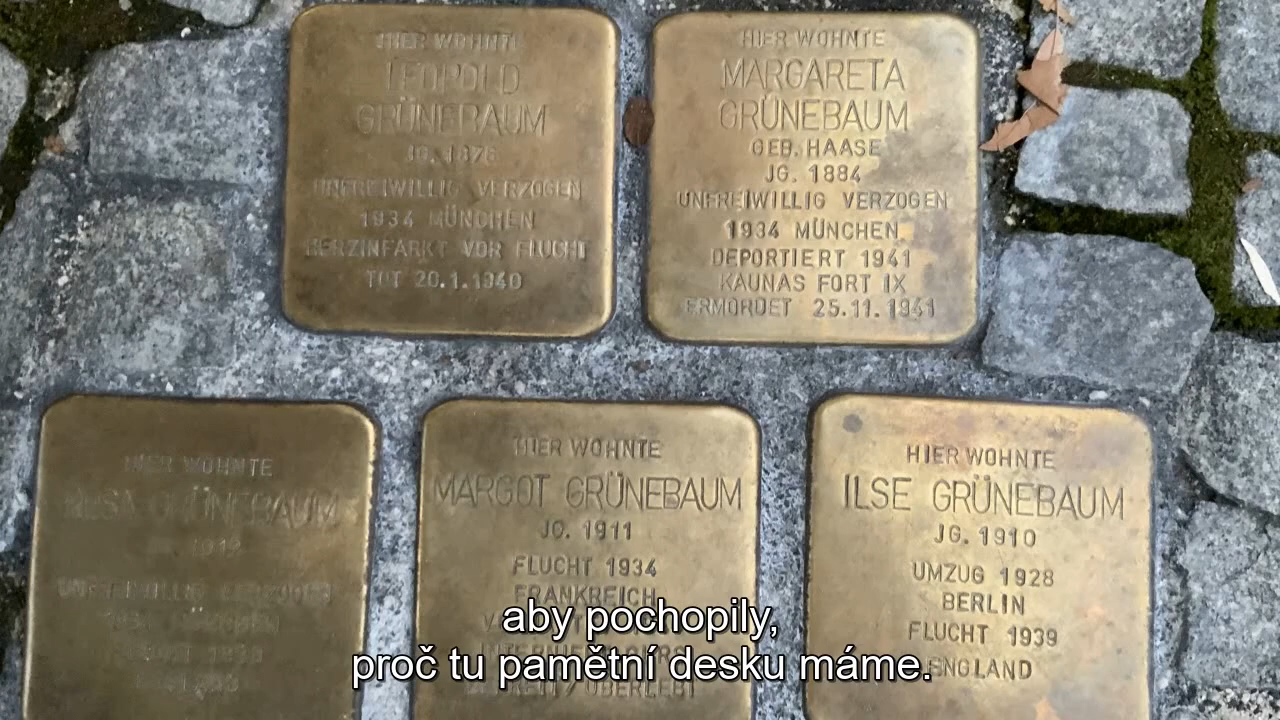 HIER WOHNTE
LEOPOLD
GRÜNEBAUM
JG. 1876
UNFREIWILLIG VERZOGEN
1934 MÜNCHEN
HERZINFARKT VOR FLUCHT
TOT 20.1.1940
HIER WOHNTE
MARGARETA
GRÜNEBAUM
GEB. HAASE
JG. 1884
UNFREIWILLIG VERZOGEN
1934 MÜNCHEN
DEPORTIERT 1941
KAUNAS FORT IX
ERMORDET 25.11.1941
HIER WOHNTE
GRÜNEBAUM
HIER WOHNTE
MARGOT GRÜNEBAUM
JG. 1911
FLUCHT 1934
FRANKREICH
ÜBERLEBT
HIER WOHNTE
ILSE GRÜNEBAUM
JG. 1910
UMZUG 1928
BERLIN
FLUCHT 1939
ENGLAND
aby pochopily,
proč tu pamětní desku máme.